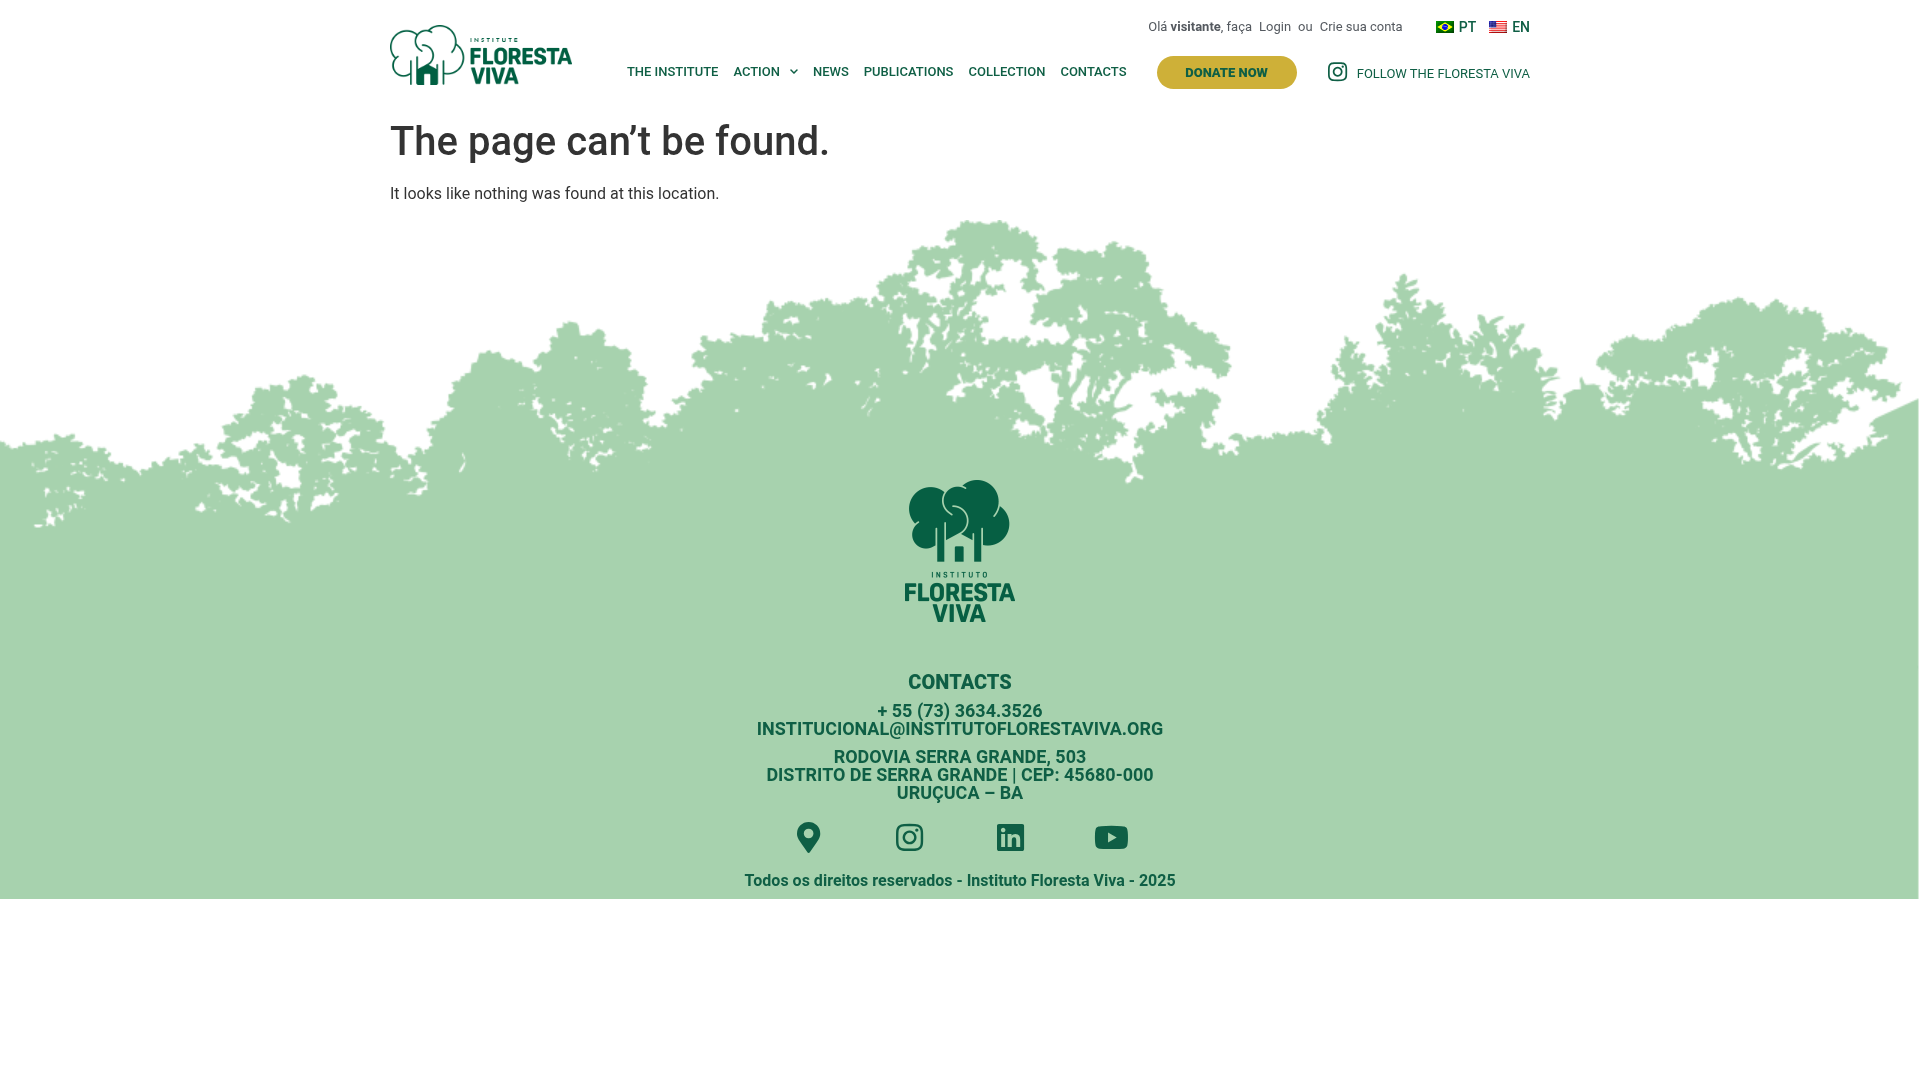 Olá visitante, faça Login ou Crie sua conta
PT EN
INSTITUTE
FLORESTA
VIVA
THE INSTITUTE ACTION NEWS PUBLICATIONS COLLECTION CONTACTS
DONATE NOW
FOLLOW THE FLORESTA VIVA
The page can’t be found.
It looks like nothing was found at this location.
INSTITUTO
FLORESTA
VIVA
CONTACTS
+ 55 (73) 3634.3526
INSTITUCIONAL@INSTITUTOFLORESTAVIVA.ORG
RODOVIA SERRA GRANDE, 503
DISTRITO DE SERRA GRANDE | CEP: 45680-000
URUÇUCA – BA
Todos os direitos reservados - Instituto Floresta Viva - 2025